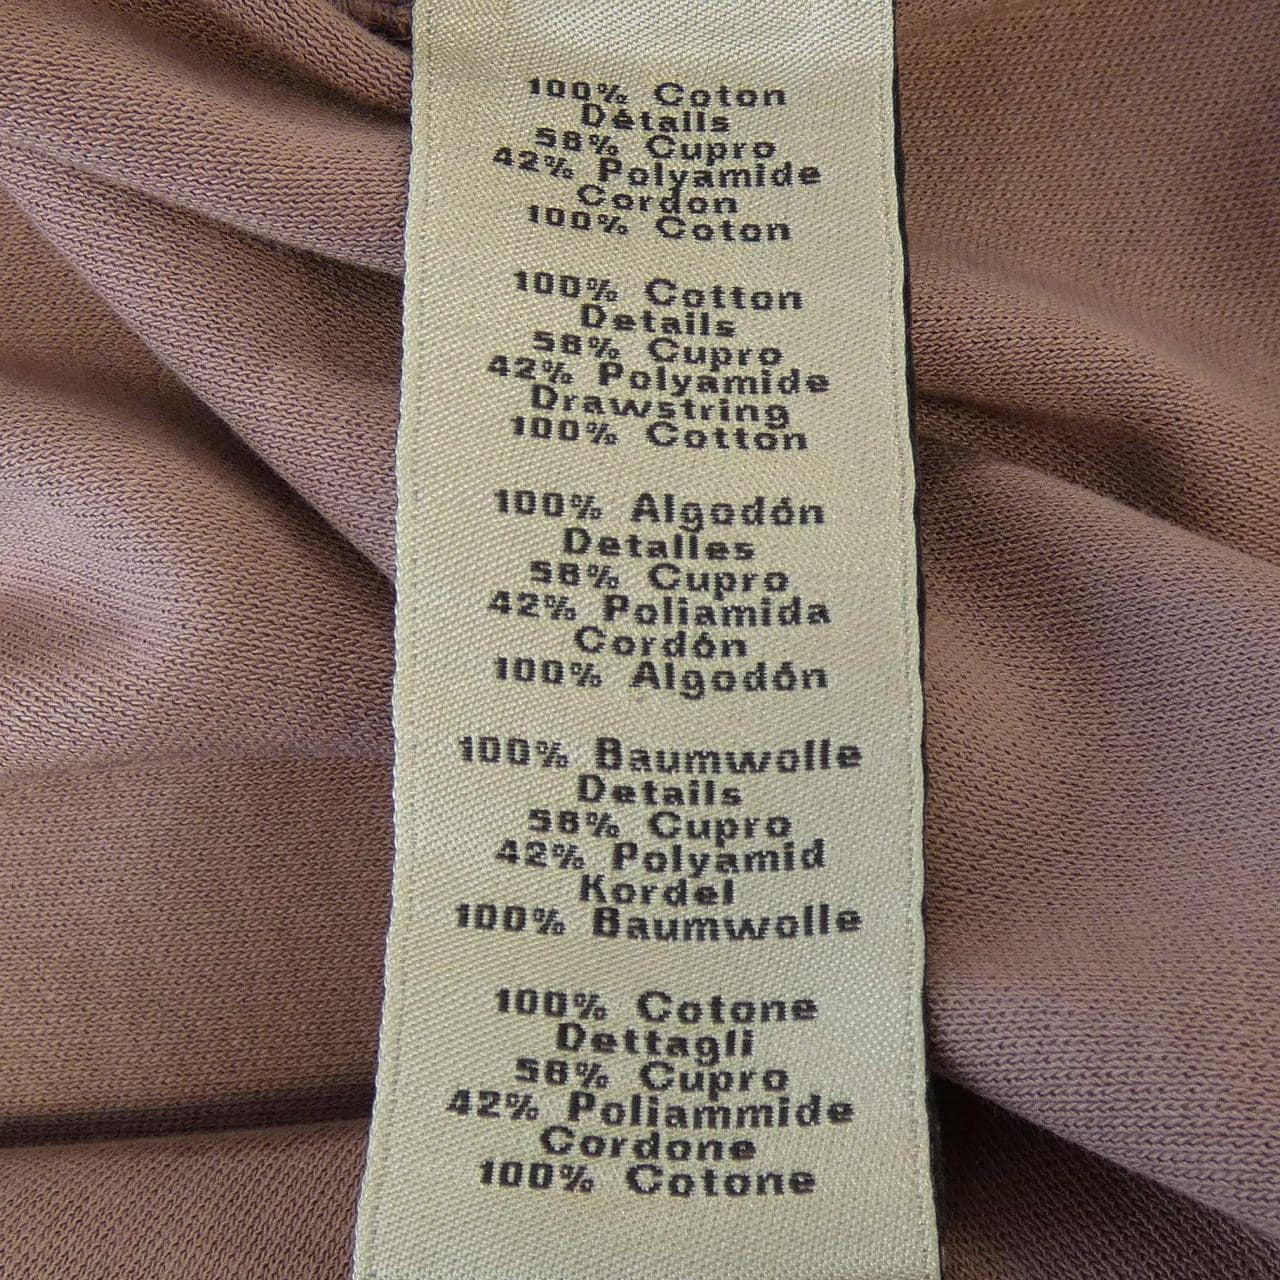 100% Coton
Détails
58% Cupro
42% Polyamide
Cordon
100% Coton
100% Cotton
Details
58% Cupro
42% Polyamide
Drawstring
100% Cotton
100% Algodón
Detalles
58% Cupro
42% Poliamida
Cordón
100% Algodón
100% Baumwolle
Details
58% Cupro
42% Polyamid
Kordel
100% Baumwolle
100% Cotone
Dettagli
58% Cupro
42% Poliammide
Cordone
100% Cotone